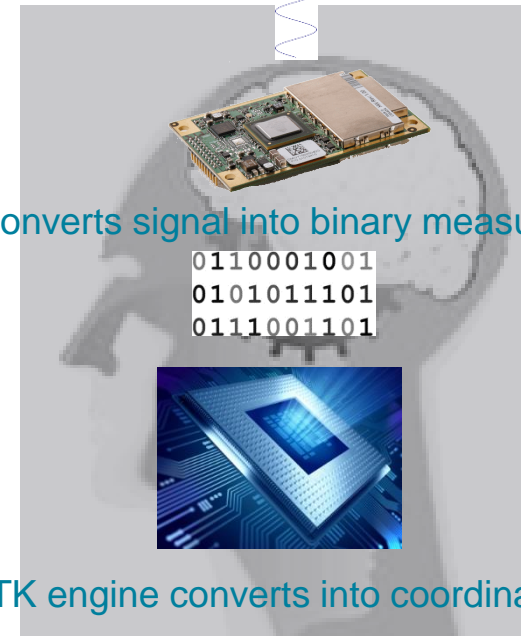 onverts signal into binary measu
0110001001
0101011101
0111001101
TK engine converts into coordina